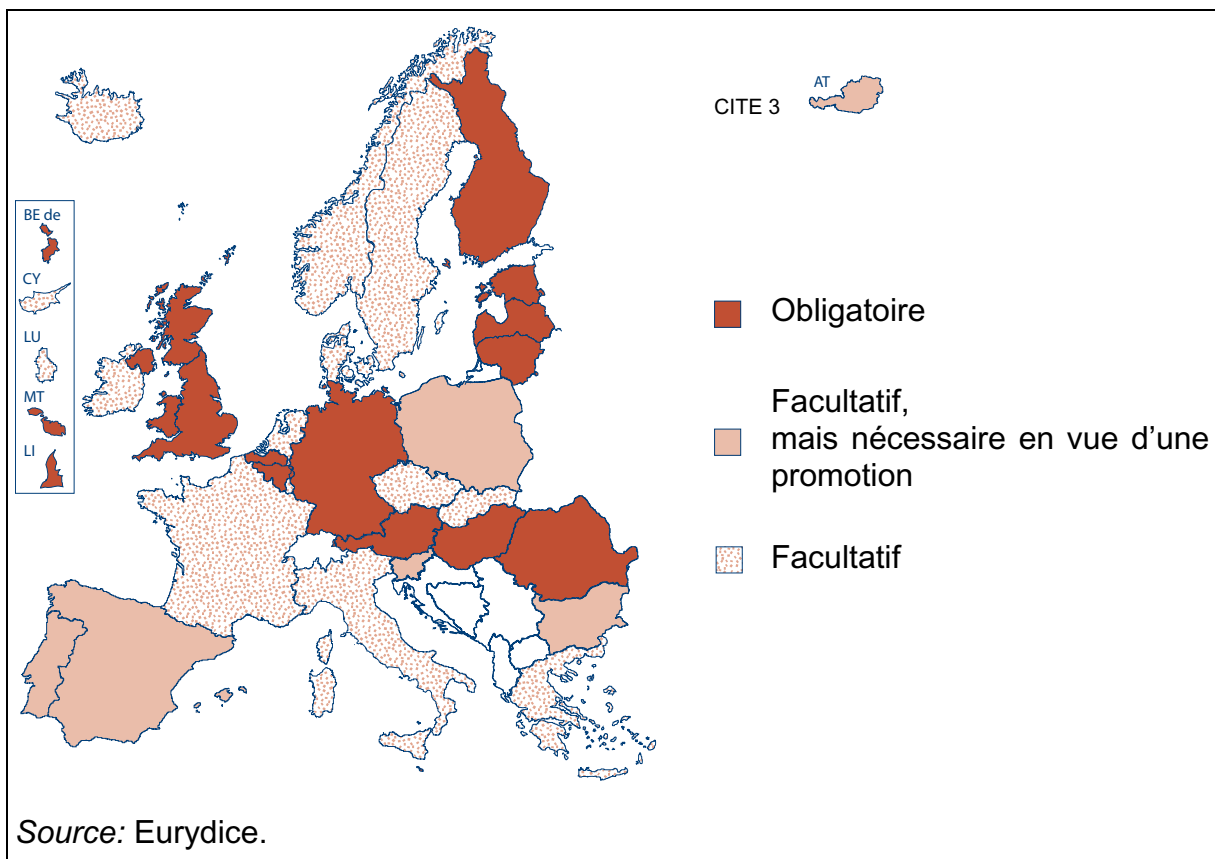 AT
CITE 3
BE de
CY
LU
MT
LI
Obligatoire
Facultatif,
mais nécessaire en vue d’une
promotion
Facultatif
Source: Eurydice.